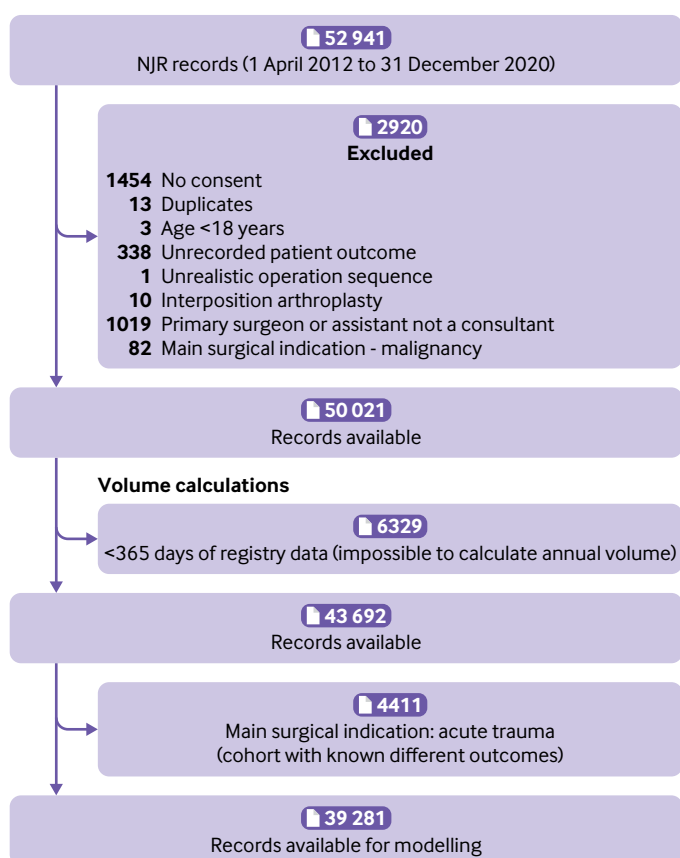 52 941
NJR records (1 April 2012 to 31 December 2020)
2920
Excluded
1454 No consent
13 Duplicates
3 Age <18 years
338 Unrecorded patient outcome
1 Unrealistic operation sequence
10 Interposition arthroplasty
1019 Primary surgeon or assistant not a consultant
82 Main surgical indication - malignancy
50 021
Records available
Volume calculations
6329
<365 days of registry data (impossible to calculate annual volume)
43 692
Records available
4411
Main surgical indication: acute trauma
(cohort with known different outcomes)
39 281
Records available for modelling